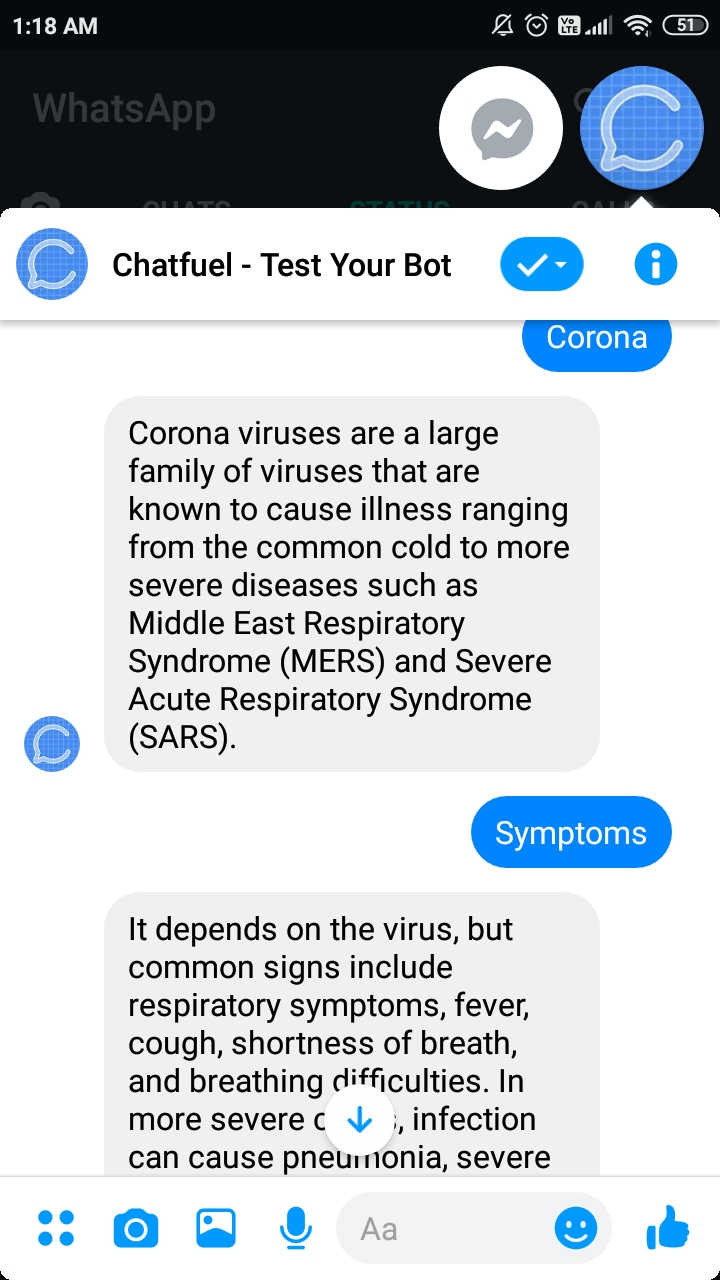 1:18 AM
Vo
LTE
51
WhatsApp
CHATS
STATUS
Chatfuel - Test Your Bot
Corona
Corona viruses are a large
family of viruses that are
known to cause illness ranging
from the common cold to more
severe diseases such as
Middle East Respiratory
Syndrome (MERS) and Severe
Acute Respiratory Syndrome
(SARS).
Symptoms
It depends on the virus, but
common signs include
respiratory symptoms, fever,
cough, shortness of breath,
and breathing difficulties. In
more severe infection
can cause pneumonia, severe
Aa